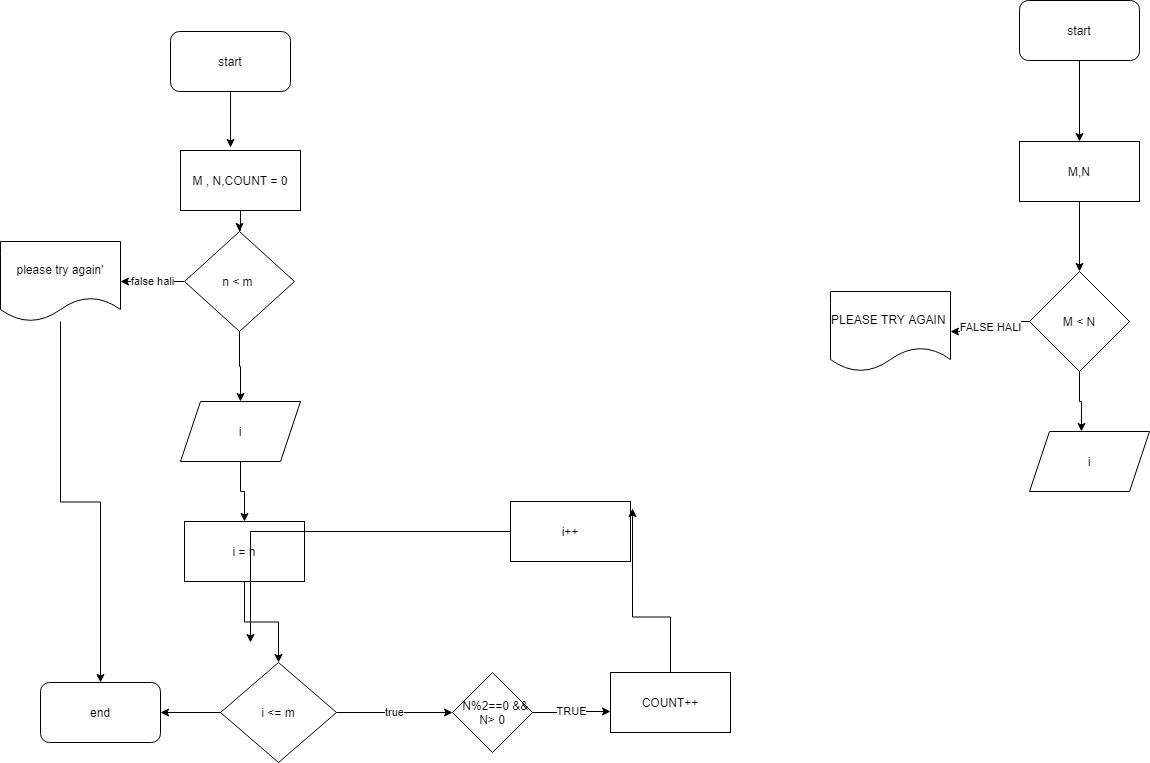 start
M , N,COUNT = 0
n < m
false hali
please try again'
i
i = n
i++
i <= m
true
N%2==0 &&
N> 0
TRUE
COUNT++
end
start
M,N
M < N
FALSE HALI
PLEASE TRY AGAIN
i